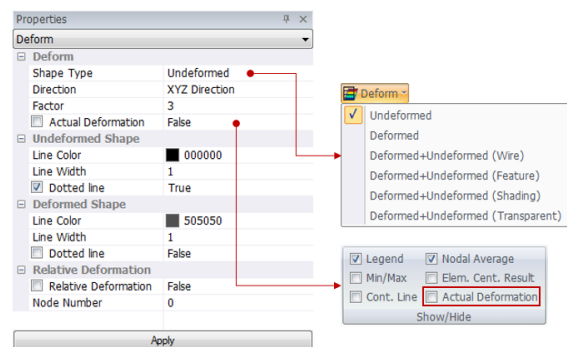 Properties
Deform
Deform
Shape Type Undeformed
Direction XYZ Direction
Factor 3
Actual Deformation False
Undeformed Shape
Line Color 000000
Line Width 1
Dotted line True
Deformed Shape
Line Color 505050
Line Width 1
Dotted line False
Relative Deformation
Relative Deformation False
Node Number 0
Apply
Deform
Undeformed
Deformed
Deformed+Undeformed (Wire)
Deformed+Undeformed (Feature)
Deformed+Undeformed (Shading)
Deformed+Undeformed (Transparent)
Legend Nodal Average
Min/Max Elem. Cent. Result
Cont. Line Actual Deformation
Show/Hide